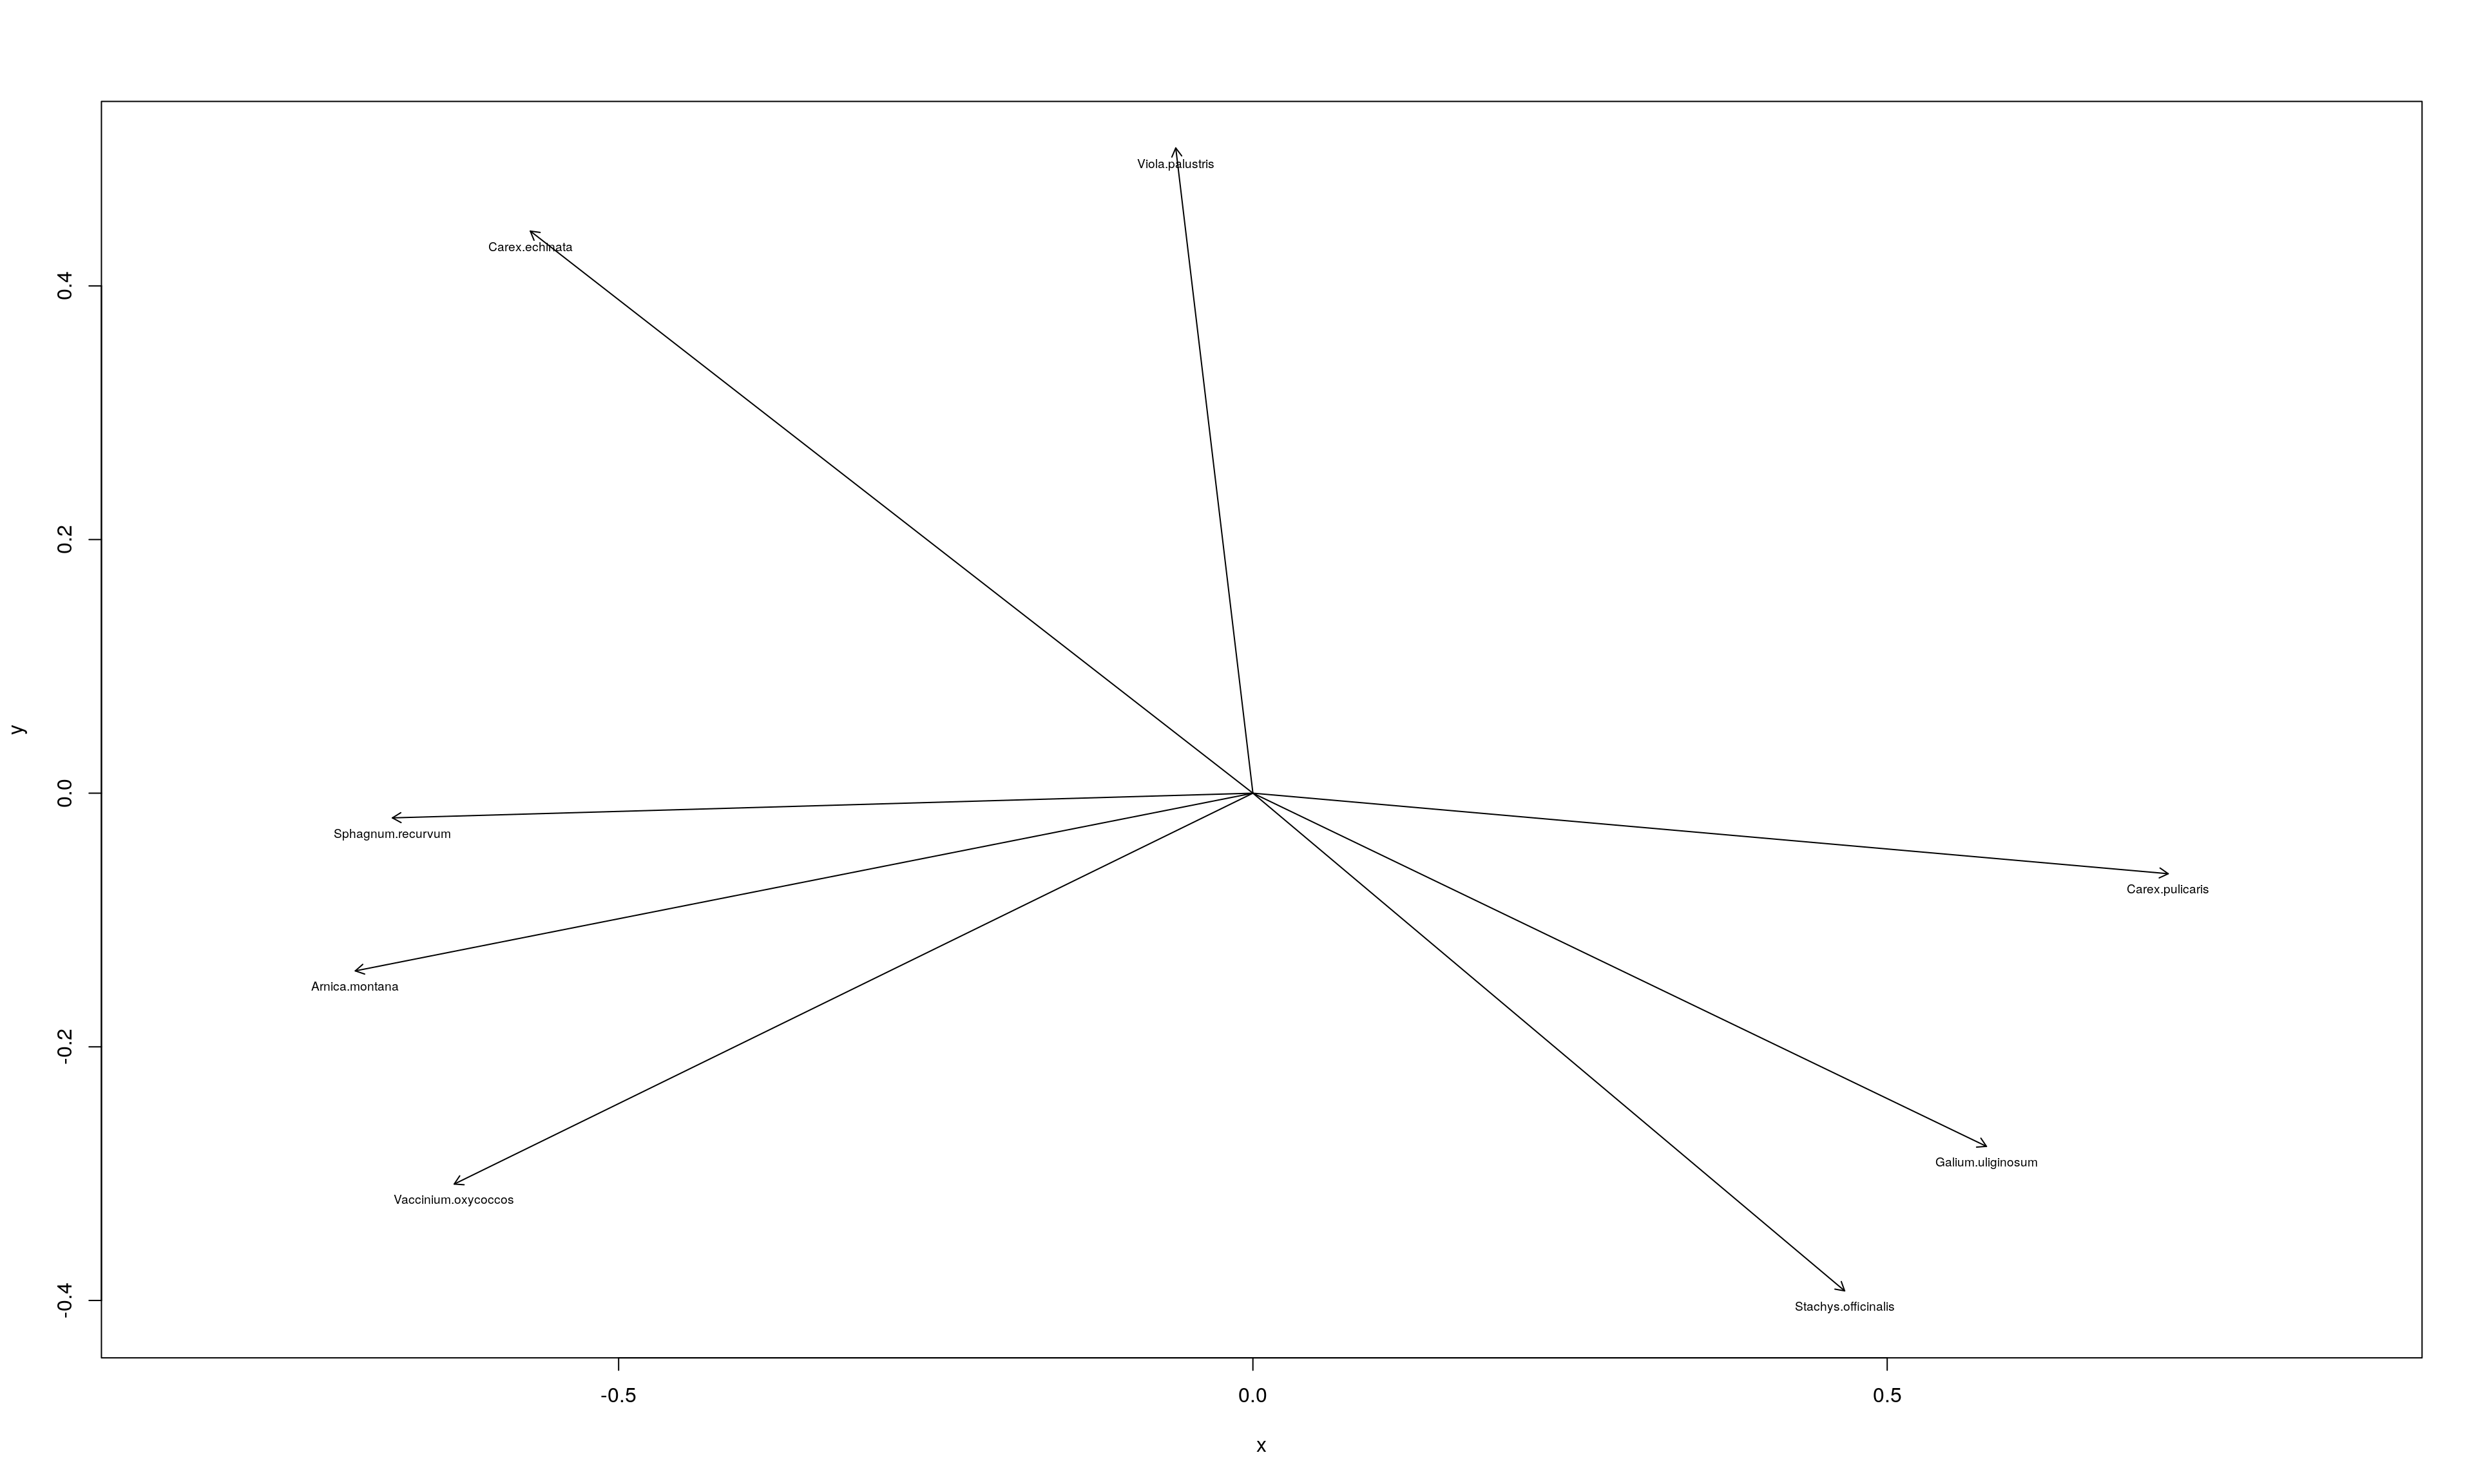 Viola.palustris
Carex.echinata
0.4
0.2
y
0.0
Sphagnum.recurvum
Carex.pulicaris
Arnica.montana
-0.2
Galium.uliginosum
Vaccinium.oxycoccos
-0.4
Stachys.officinalis
-0.5
0.0
0.5
x